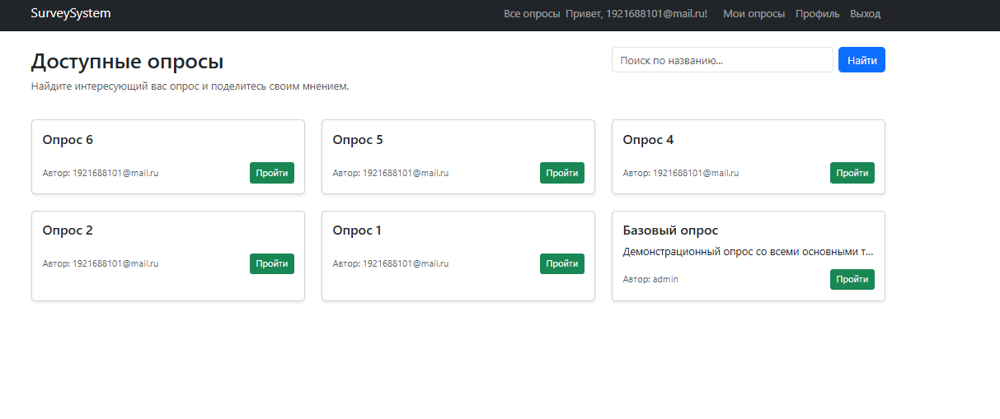 SurveySystem Все опросы Привет, 1921688101@mail.ru! Мои опросы Профиль Выход
Доступные опросы
Поиск по названию... Найти
Найдите интересующий вас опрос и поделитесь своим мнением.
Опрос 6
Автор: 1921688101@mail.ru Пройти
Опрос 5
Автор: 1921688101@mail.ru Пройти
Опрос 4
Автор: 1921688101@mail.ru Пройти
Опрос 2
Автор: 1921688101@mail.ru Пройти
Опрос 1
Автор: 1921688101@mail.ru Пройти
Базовый опрос
Демонстрационный опрос со всеми основными т...
Автор: admin Пройти